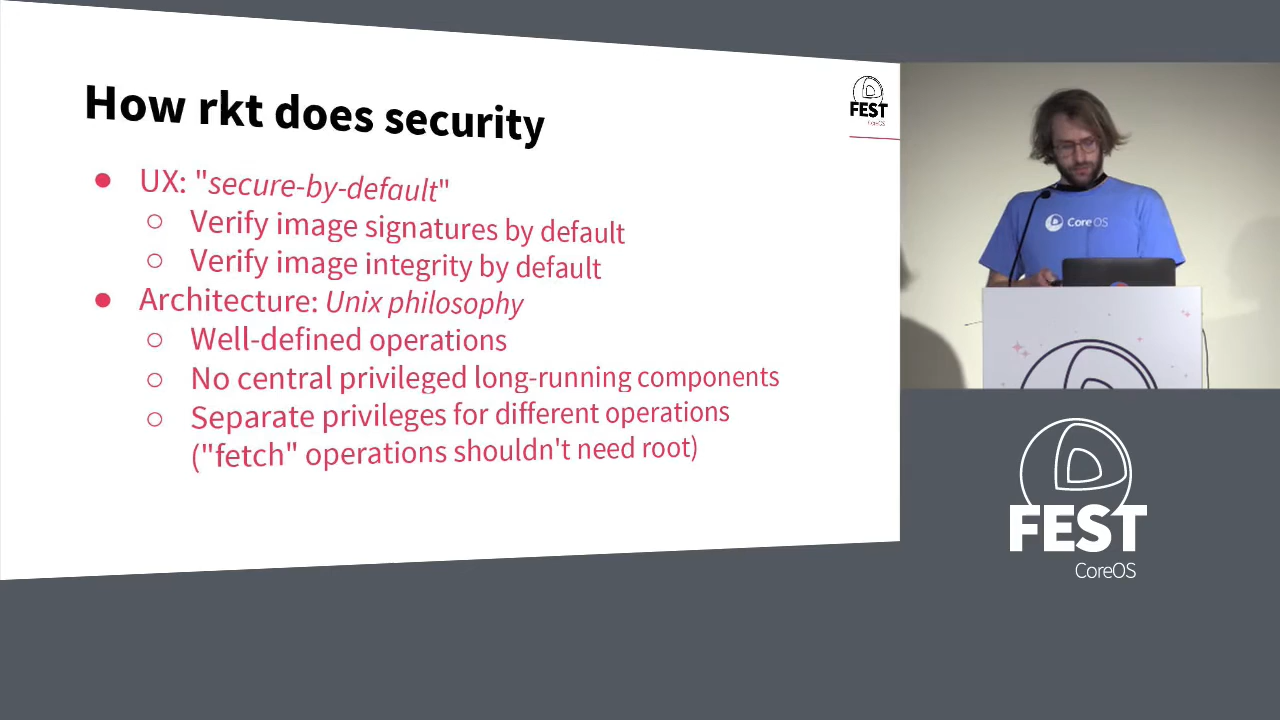 How rkt does security
FEST
CoreOS
● UX: "secure-by-default"
○ Verify image signatures by default
○ Verify image integrity by default
● Architecture: Unix philosophy
○ Well-defined operations
○ No central privileged long-running components
○ Separate privileges for different operations
("fetch" operations shouldn't need root)
CoreOS
FEST
CoreOS